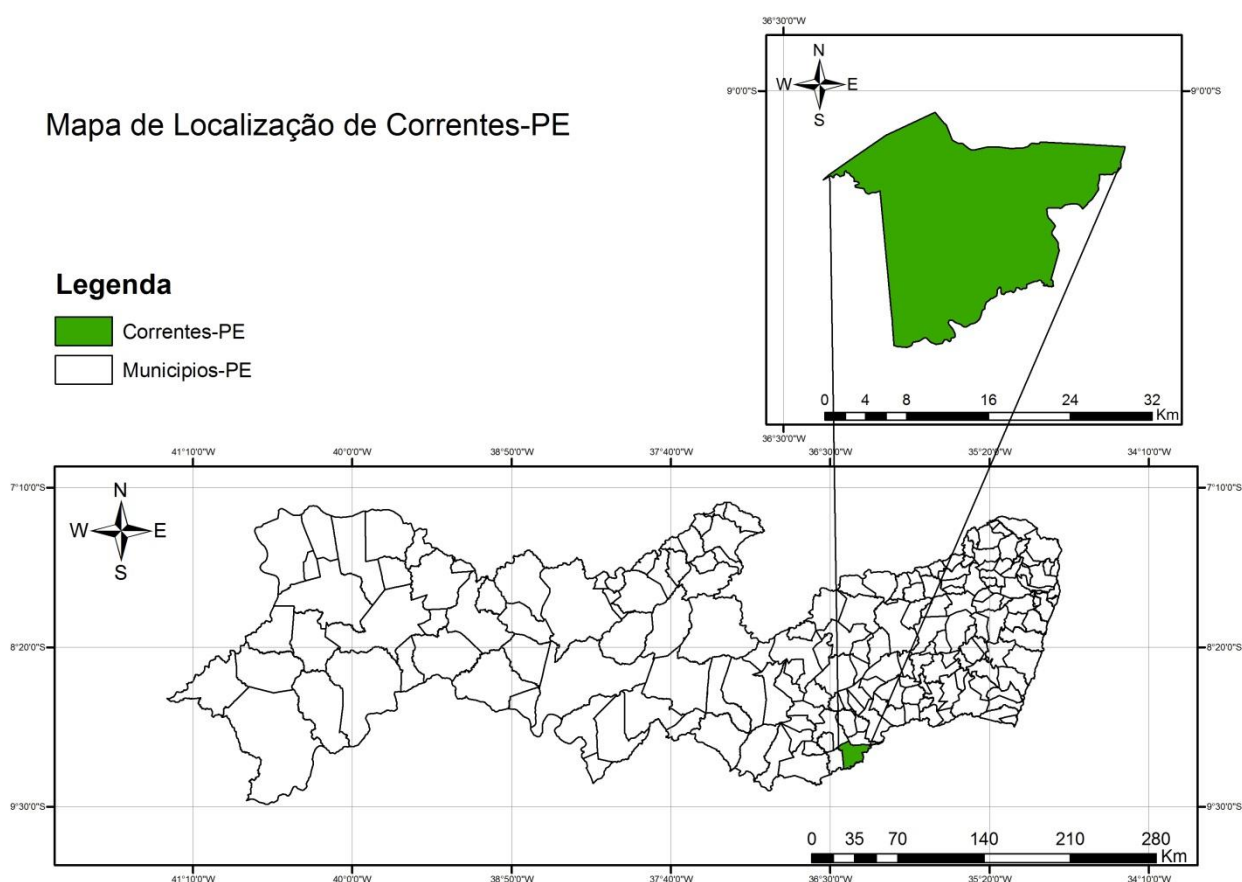 36°30'0"W
N
9°0'0"S W E 9°0'0"S
S
Mapa de Localização de Correntes-PE
Legenda
Correntes-PE
Municipios-PE
0 4 8 16 24 32
Km
36°30'0"W
41°10'0"W 40°0'0"W 38°50'0"W 37°40'0"W 36°30'0"W 35°20'0"W 34°10'0"W
7°10'0"S 7°10'0"S
N
W E
S
8°20'0"S 8°20'0"S
9°30'0"S 9°30'0"S
0 35 70 140 210 280
Km
41°10'0"W 40°0'0"W 38°50'0"W 37°40'0"W 36°30'0"W 35°20'0"W 34°10'0"W